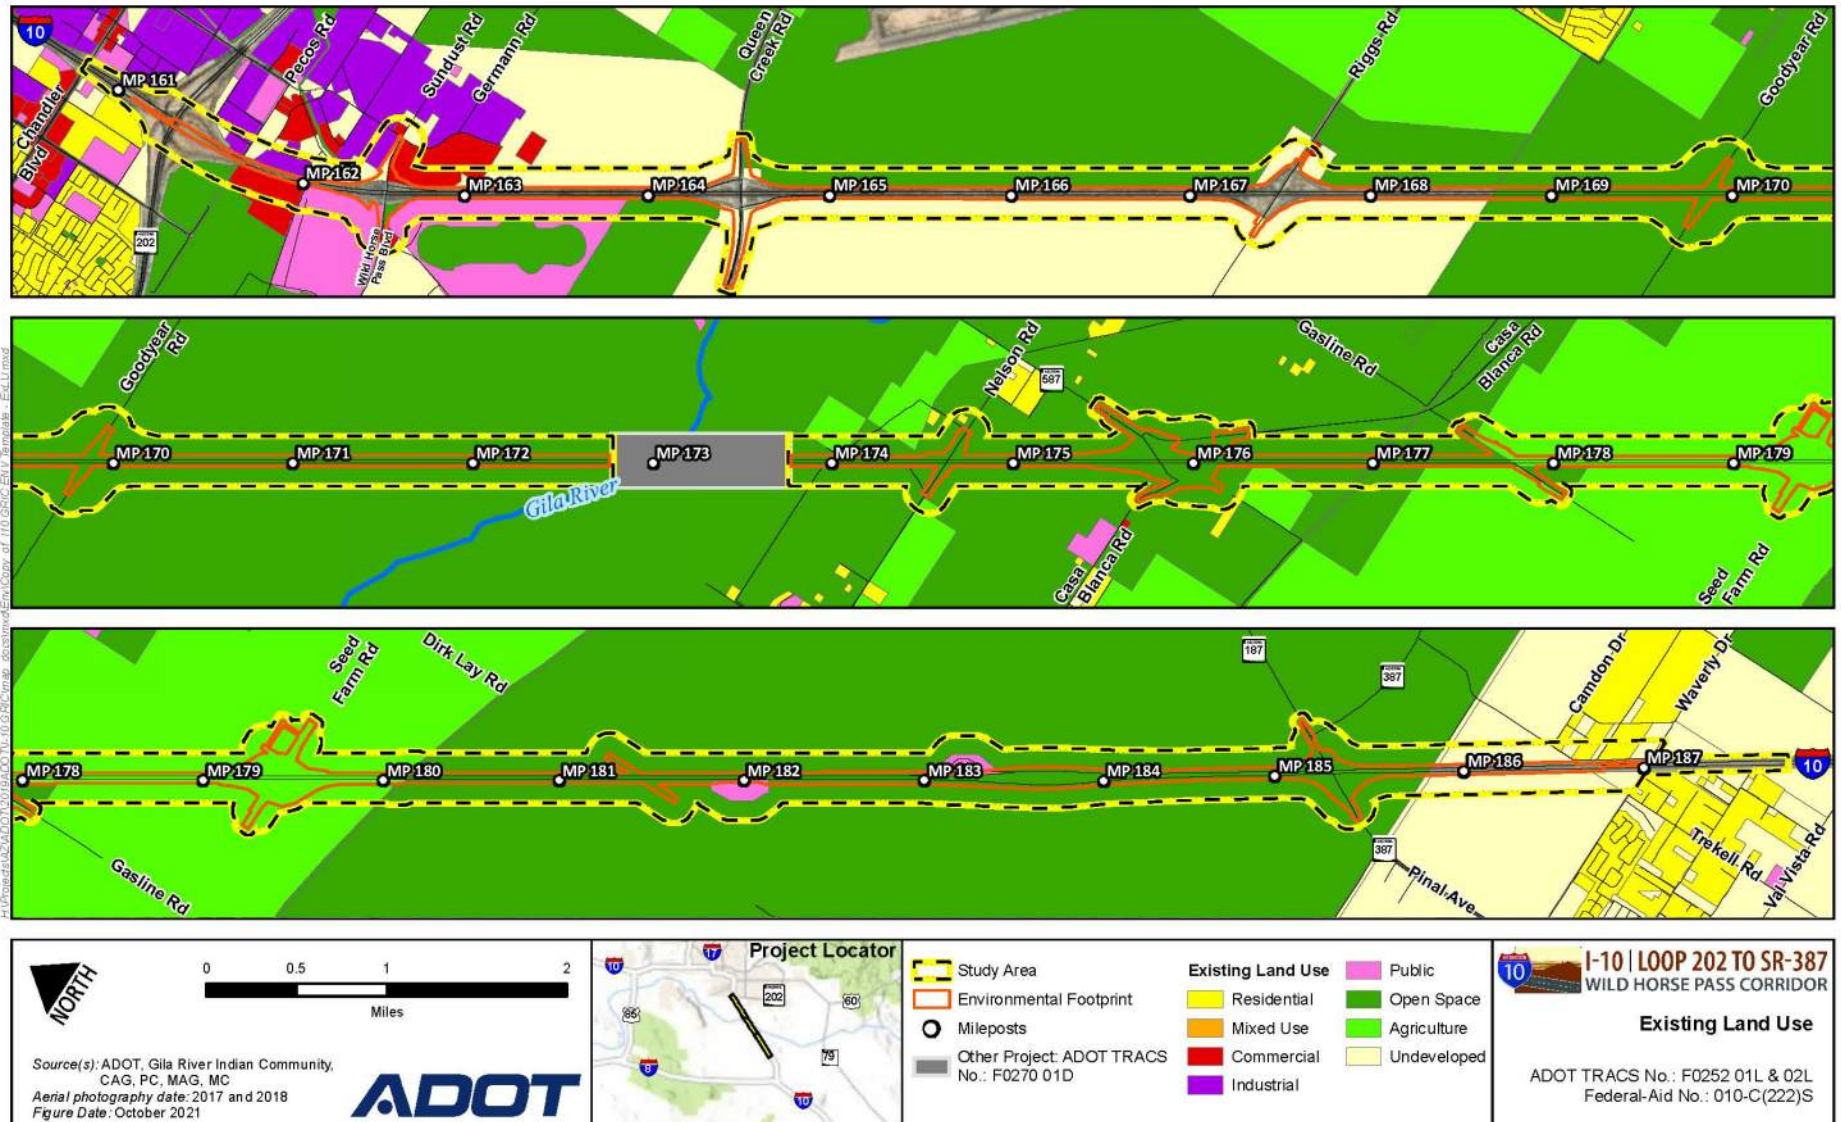 10
Chandler
Blvd
MP 161
Pecos Rd
Sundust Rd
Germann Rd
Queen
Creek Rd
Riggs Rd
Goodyear Rd
202
MP 162
MP 163
MP 164
MP 165
MP 166
MP 167
MP 168
MP 169
MP 170
Wild Horse
Pass Blvd
Goodyear
Rd
MP 170
MP 171
MP 172
MP 173
Gila River
MP 174
Nelson Rd
587
MP 175
MP 176
Casa
Blanca Rd
Gasline Rd
Casa
Blanca Rd
MP 177
MP 178
MP 179
Seed
Farm Rd
MP 178
MP 179
Seed
Farm Rd
Dirk Lay Rd
Gasline Rd
MP 180
MP 181
MP 182
MP 183
MP 184
187
387
MP 185
387
Pinal Ave
MP 186
Camdon Dr
Waverly Dr
MP 187
10
Trekell Rd
Val Vista Rd
NORTH
0 0.5 1 2
Miles
Source(s): ADOT, Gila River Indian Community,
CAG, PC, MAG, MC
Aerial photography date: 2017 and 2018
Figure Date: October 2021
ADOT
Project Locator
10
17
202
60
85
79
8
10
Study Area
Environmental Footprint
Mileposts
Other Project: ADOT TRACS
No.: F0270 01D
Existing Land Use
Residential
Mixed Use
Commercial
Industrial
Public
Open Space
Agriculture
Undeveloped
10
I-10 | LOOP 202 TO SR-387
WILD HORSE PASS CORRIDOR
Existing Land Use
ADOT TRACS No.: F0252 01L & 02L
Federal-Aid No.: 010-C(222)S